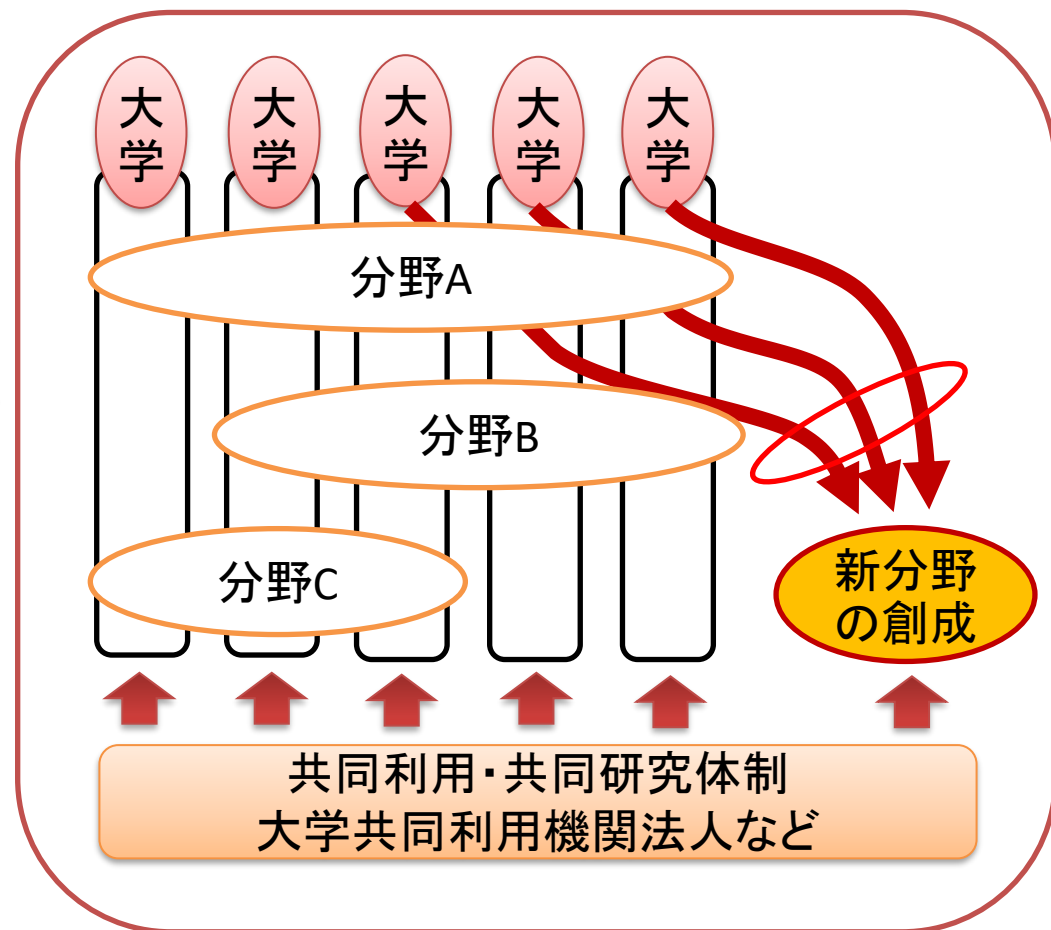 大学
大学
大学
大学
大学
分野A
分野B
分野C
新分野
の創成
共同利用・共同研究体制
大学共同利用機関法人など